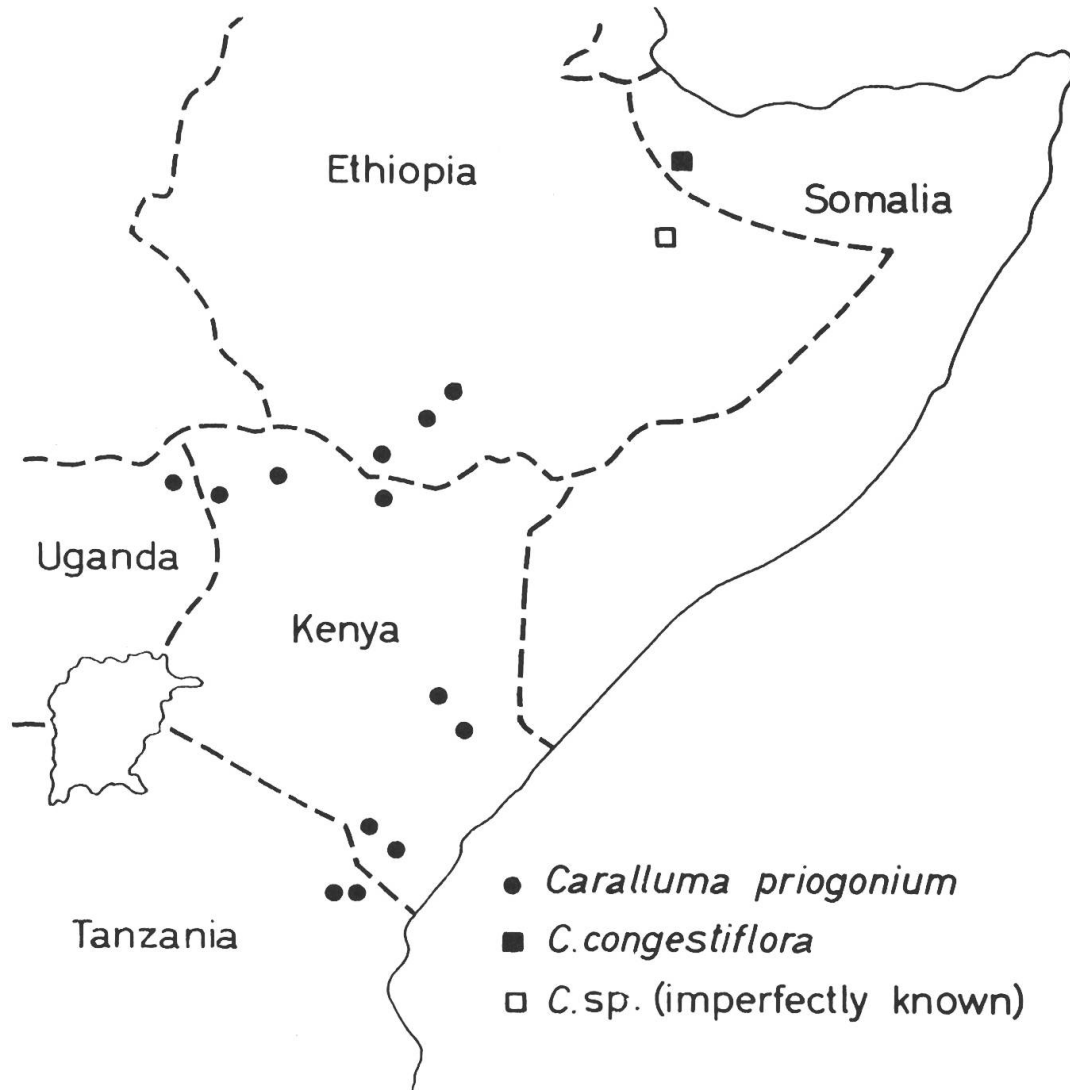 Ethiopia
Somalia
Uganda
Kenya
Tanzania
Caralluma priogonium
C. congestiflora
C. sp. (imperfectly known)